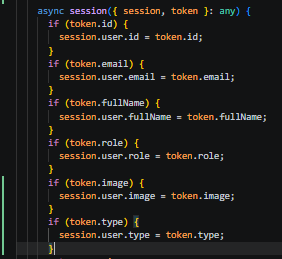 async session({ session, token }: any) {
if (token.id) {
session.user.id = token.id;
}
if (token.email) {
session.user.email = token.email;
}
if (token.fullName) {
session.user.fullName = token.fullName;
}
if (token.role) {
session.user.role = token.role;
}
if (token.image) {
session.user.image = token.image;
}
if (token.type) {
session.user.type = token.type;
}